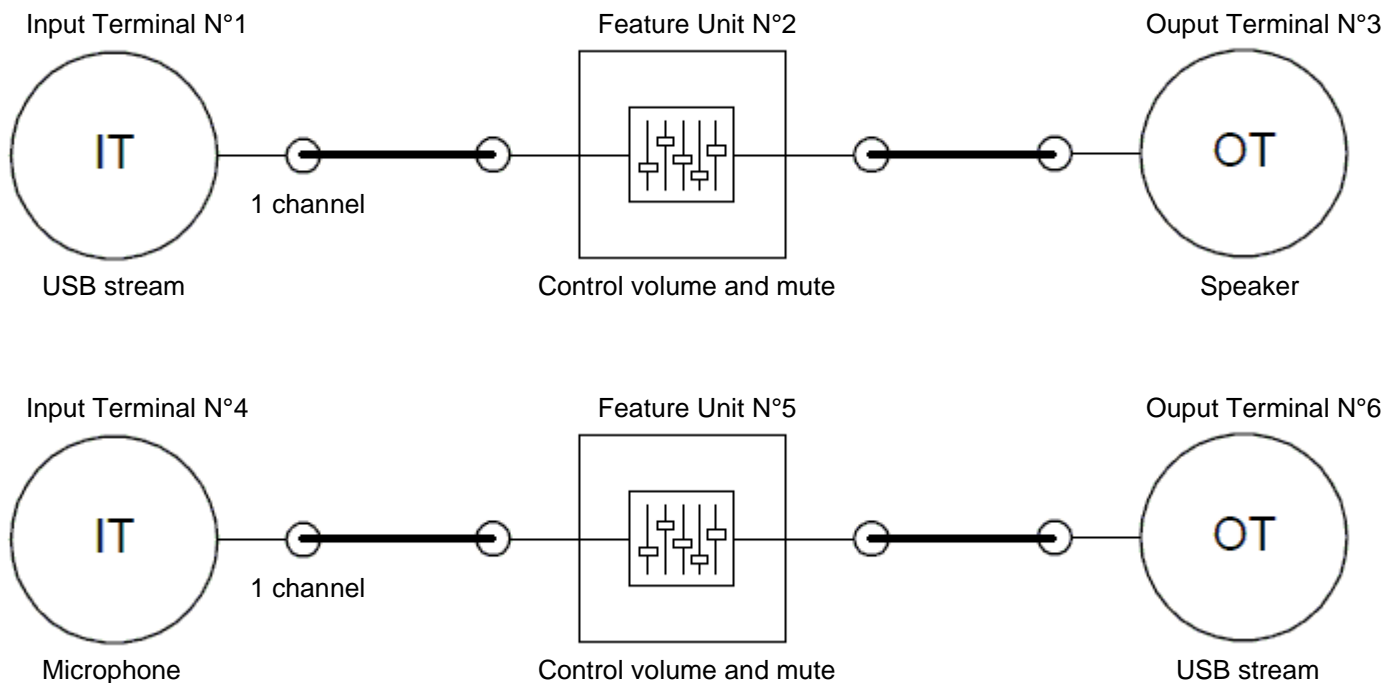 Input Terminal N°1
Feature Unit N°2
Ouput Terminal N°3
IT
OT
1 channel
USB stream
Control volume and mute
Speaker
Input Terminal N°4
Feature Unit N°5
Ouput Terminal N°6
IT
OT
1 channel
Microphone
Control volume and mute
USB stream